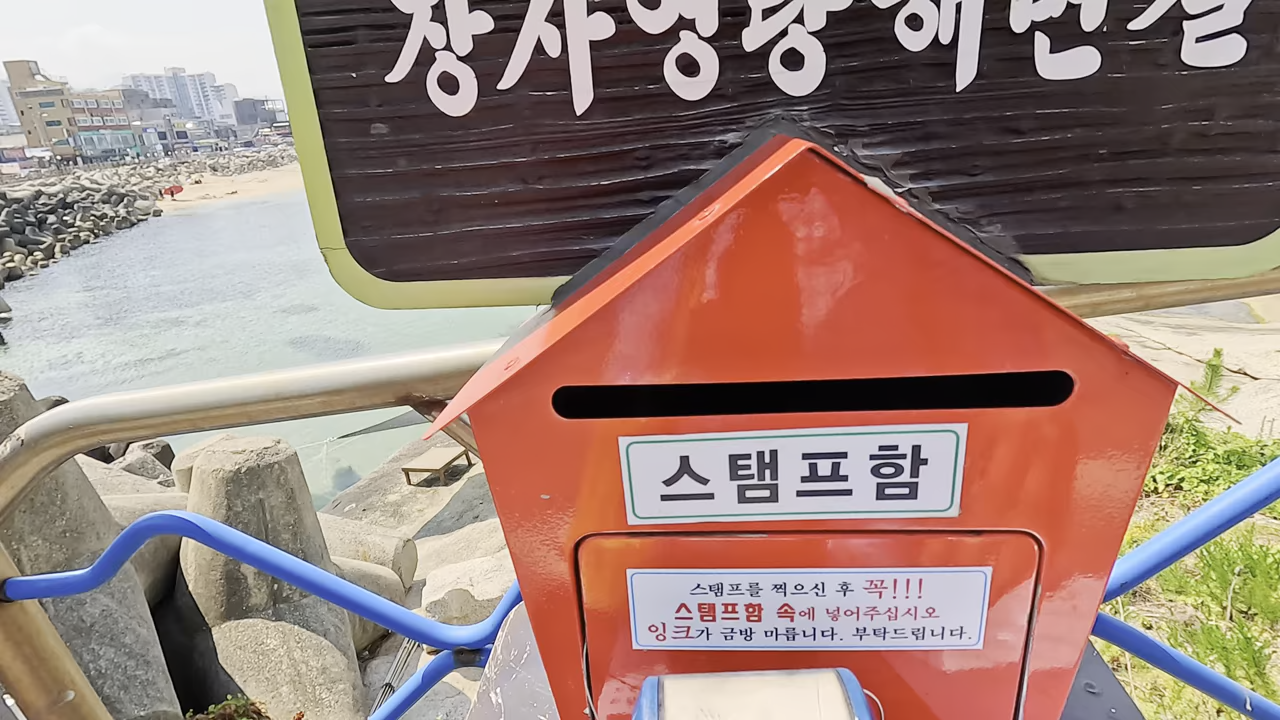 장사영당해변길
스탬프함
스탬프를 찍으신 후 꼭!!!
스템프함 속에 넣어주십시오
잉크가 금방 마릅니다. 부탁드립니다.